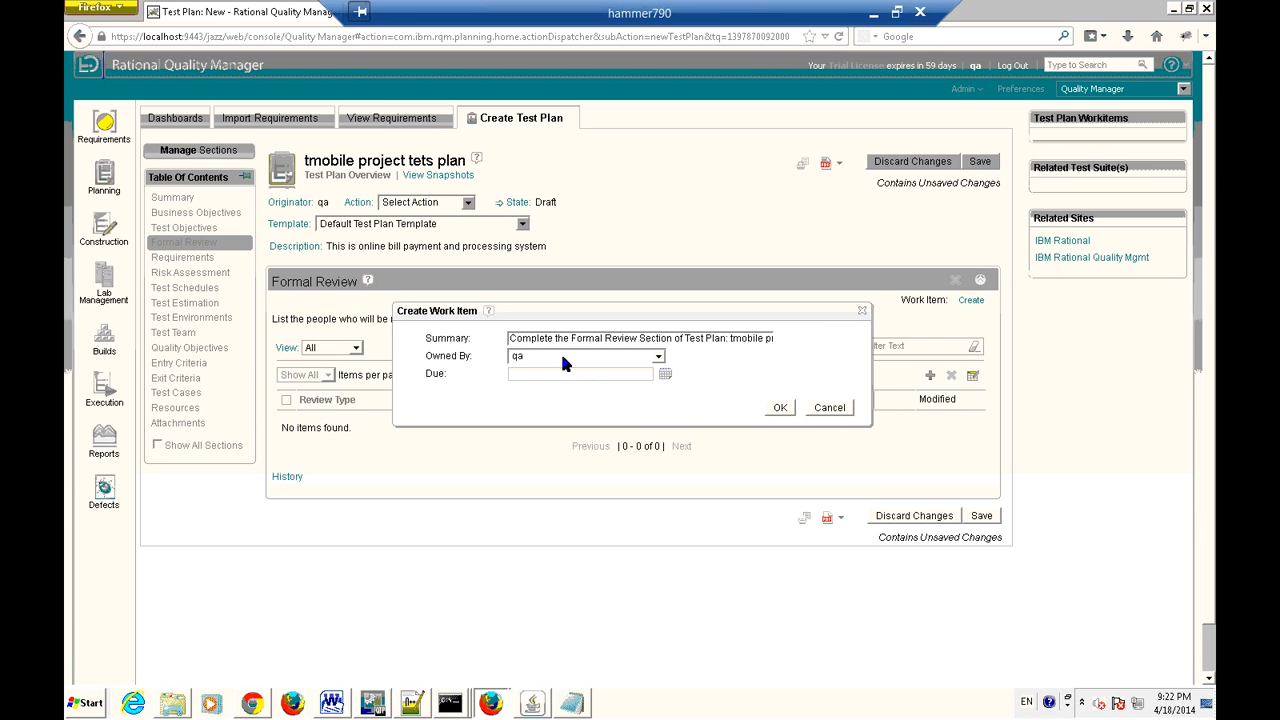 Firefox
Test Plan: New - Rational Quality Manag...
hammer790
https://localhost:9443/jazz/web/console/Quality Manager#action=com.ibm.rqm.planning.home.actionDispatcher&subAction=newTestPlan&tq=1397870092000
Google
Rational Quality Manager
Your Trial License expires in 59 days
qa
Log Out
Type to Search
Admin
Preferences
Quality Manager
Dashboards
Import Requirements
View Requirements
Create Test Plan
Requirements
Planning
Construction
Lab Management
Builds
Execution
Reports
Defects
Manage Sections
Table Of Contents
Summary
Business Objectives
Test Objectives
Formal Review
Requirements
Risk Assessment
Test Schedules
Test Estimation
Test Environments
Test Team
Quality Objectives
Entry Criteria
Exit Criteria
Test Cases
Resources
Attachments
Show All Sections
tmobile project tets plan
Test Plan Overview | View Snapshots
Discard Changes
Save
Contains Unsaved Changes
Originator: qa
Action: Select Action
State: Draft
Template: Default Test Plan Template
Description: This is online bill payment and processing system
Formal Review
Work Item: Create
List the people who will be
View: All
Show All
Items per pa
Review Type
Modified
No items found.
Previous | 0 - 0 of 0 | Next
History
Create Work Item
Summary: Complete the Formal Review Section of Test Plan: tmobile pr
Owned By: qa
Due:
OK
Cancel
Discard Changes
Save
Contains Unsaved Changes
Test Plan Workitems
Related Test Suite(s)
Related Sites
IBM Rational
IBM Rational Quality Mgmt
Start
EN
9:22 PM
4/18/2014